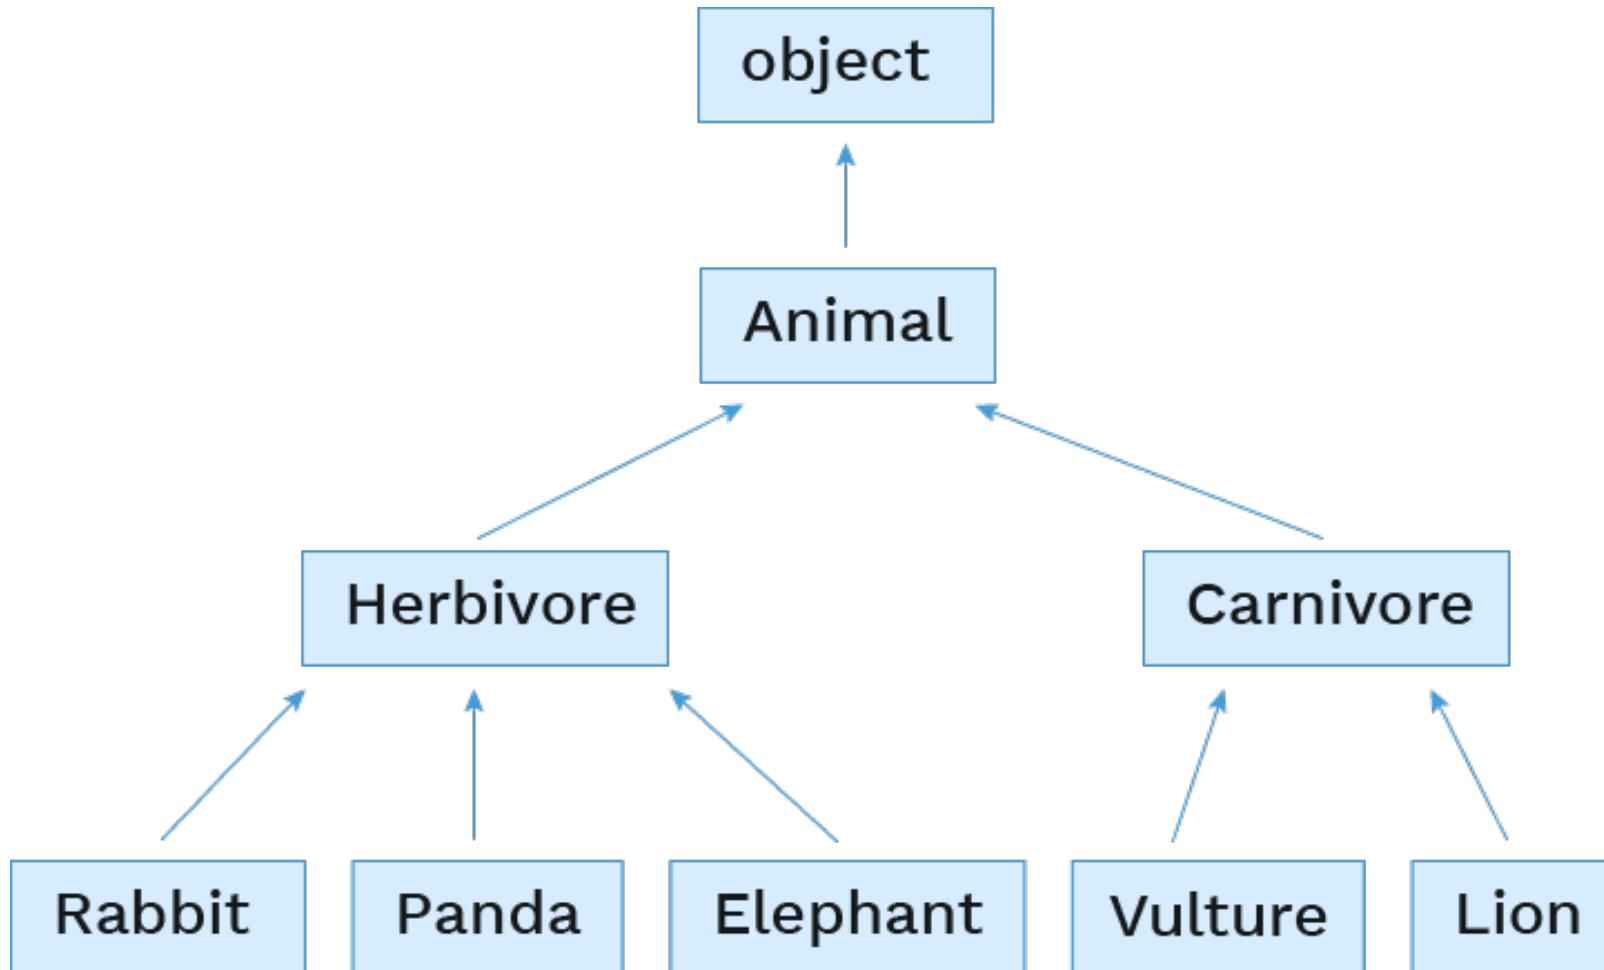 object
Animal
Herbivore
Carnivore
Rabbit
Panda
Elephant
Vulture
Lion